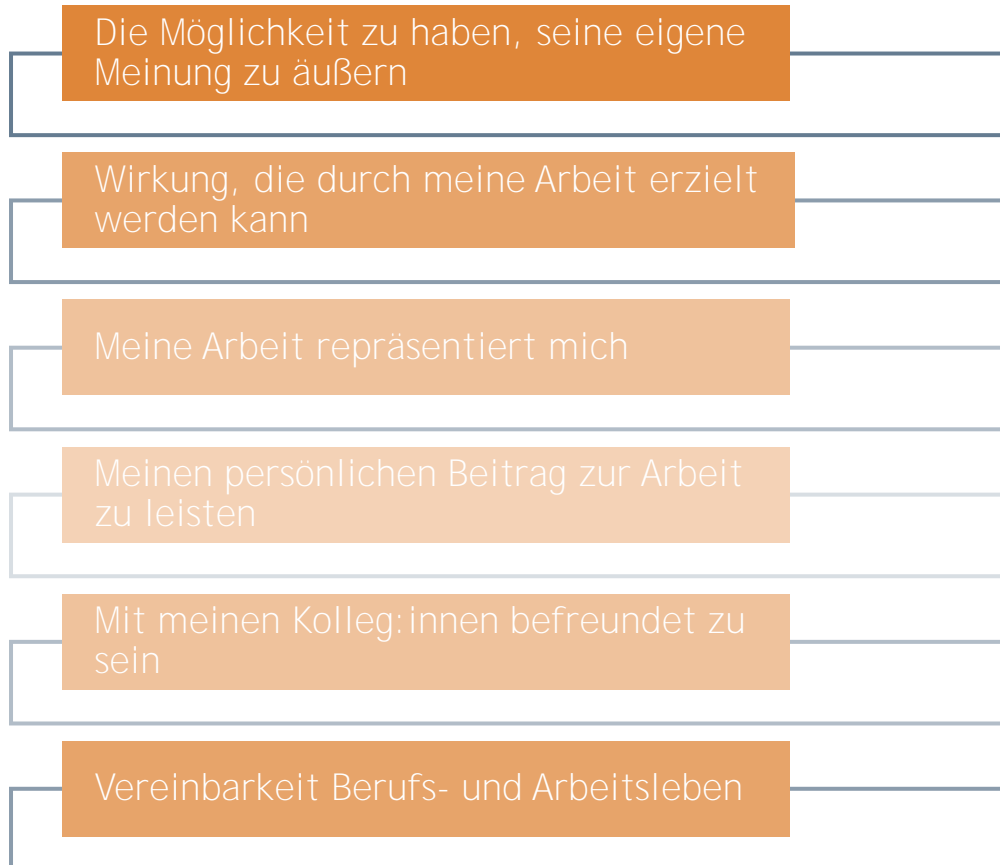 Die Möglichkeit zu haben, seine eigene
Meinung zu äußern
Wirkung, die durch meine Arbeit erzielt
werden kann
Meine Arbeit repräsentiert mich
Meinen persönlichen Beitrag zur Arbeit
zu leisten
Mit meinen Kolleg:innen befreundet zu
sein
Vereinbarkeit Berufs- und Arbeitsleben